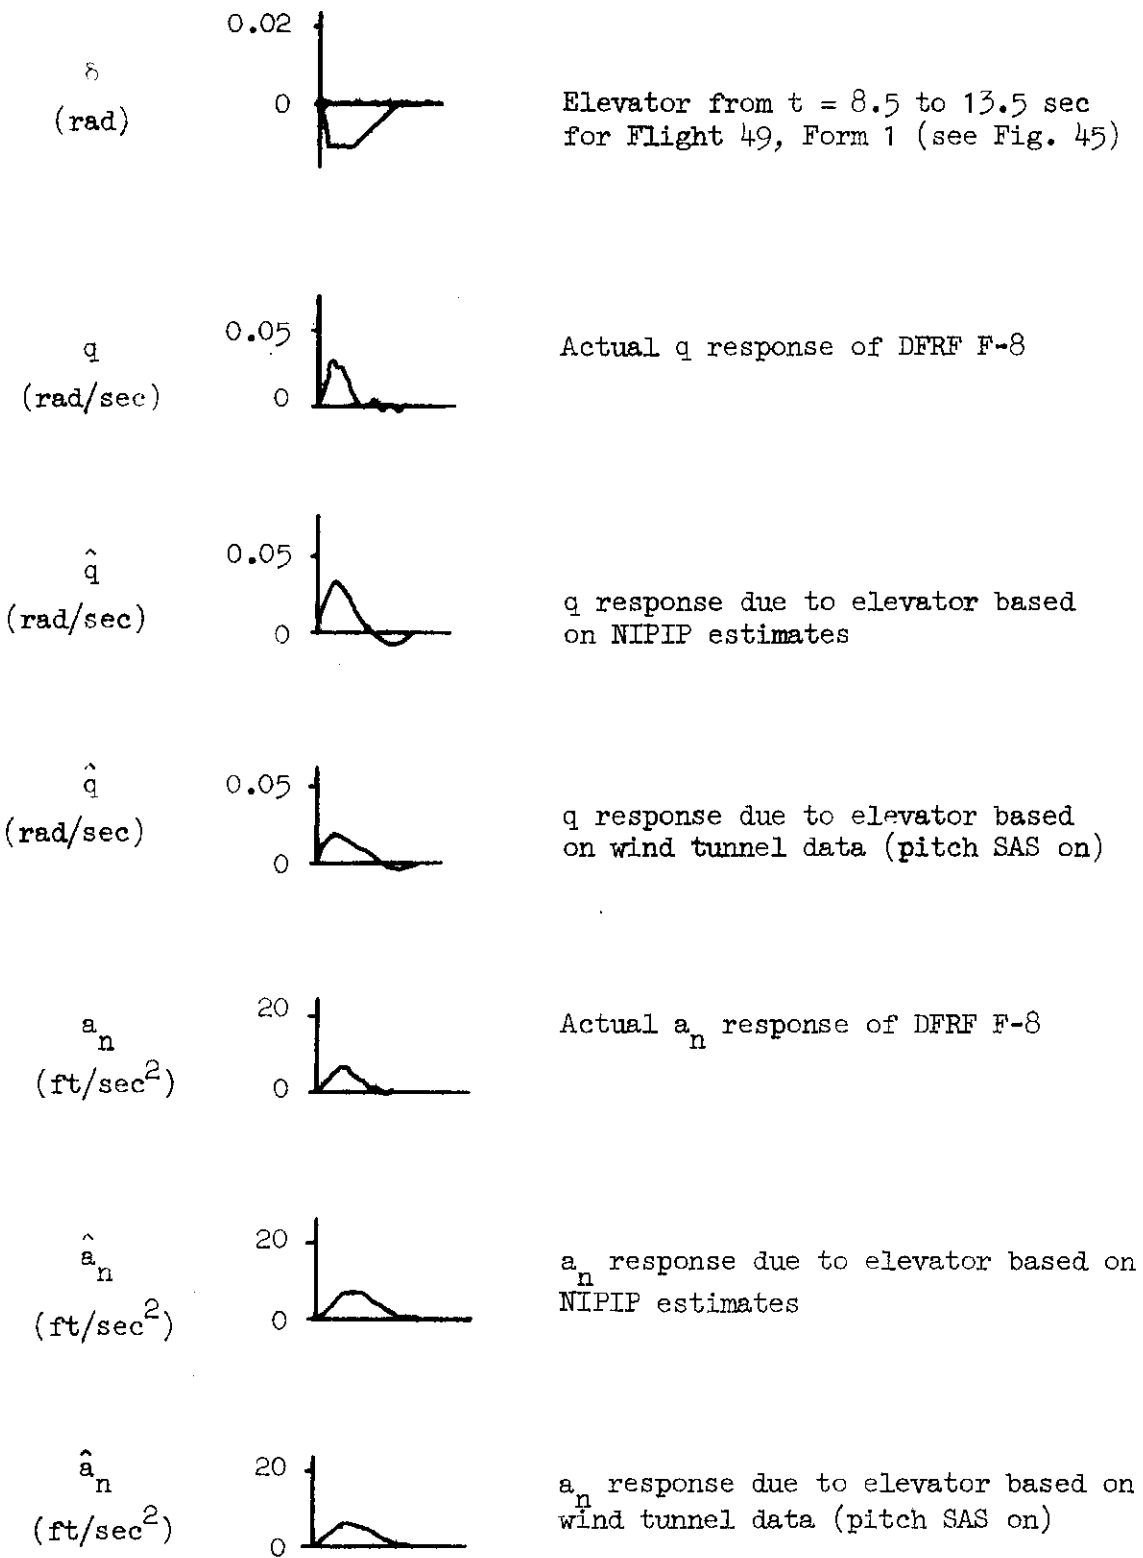 0.02
δ
(rad)
0
Elevator from t = 8.5 to 13.5 sec
for Flight 49, Form 1 (see Fig. 45)
0.05
q
(rad/sec)
0
Actual q response of DFRF F-8
0.05
q̂
(rad/sec)
0
q response due to elevator based
on NIPIP estimates
0.05
q̂
(rad/sec)
0
q response due to elevator based
on wind tunnel data (pitch SAS on)
20
aₙ
(ft/sec²)
0
Actual aₙ response of DFRF F-8
20
âₙ
(ft/sec²)
0
aₙ response due to elevator based on
NIPIP estimates
20
âₙ
(ft/sec²)
0
aₙ response due to elevator based on
wind tunnel data (pitch SAS on)